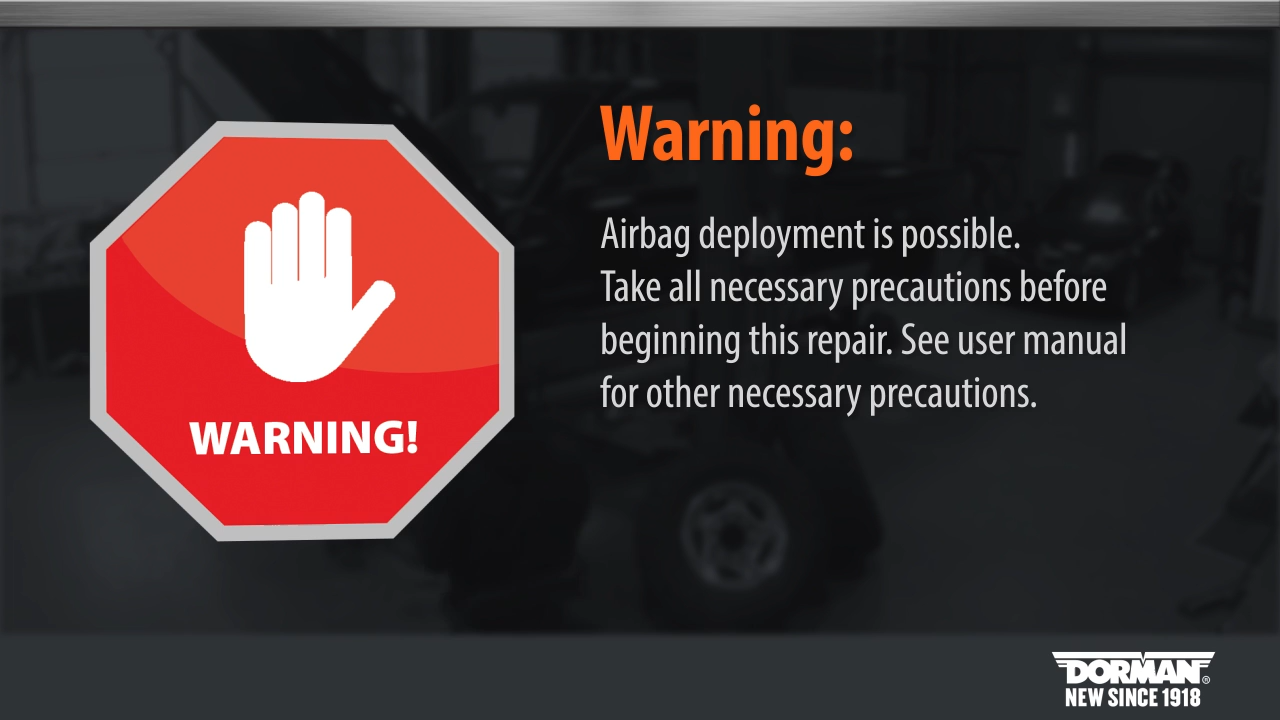 WARNING!
Warning:
Airbag deployment is possible.
Take all necessary precautions before
beginning this repair. See user manual
for other necessary precautions.
DORMAN®
NEW SINCE 1918